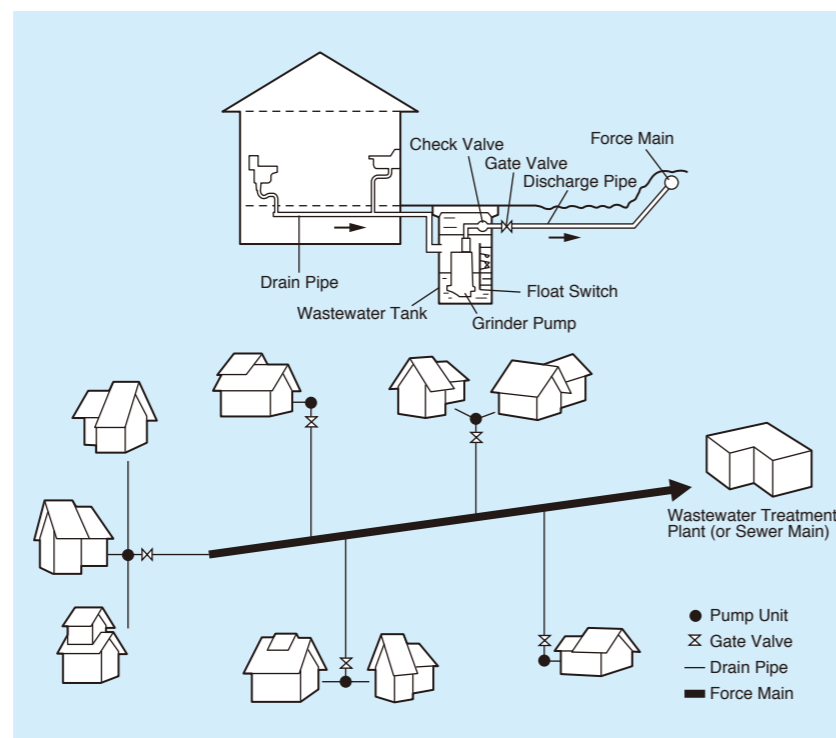 Force Main
Check Valve
Gate Valve
Discharge Pipe
Drain Pipe
Float Switch
Wastewater Tank
Grinder Pump
Wastewater Treatment
Plant (or Sewer Main)
Pump Unit
Gate Valve
Drain Pipe
Force Main